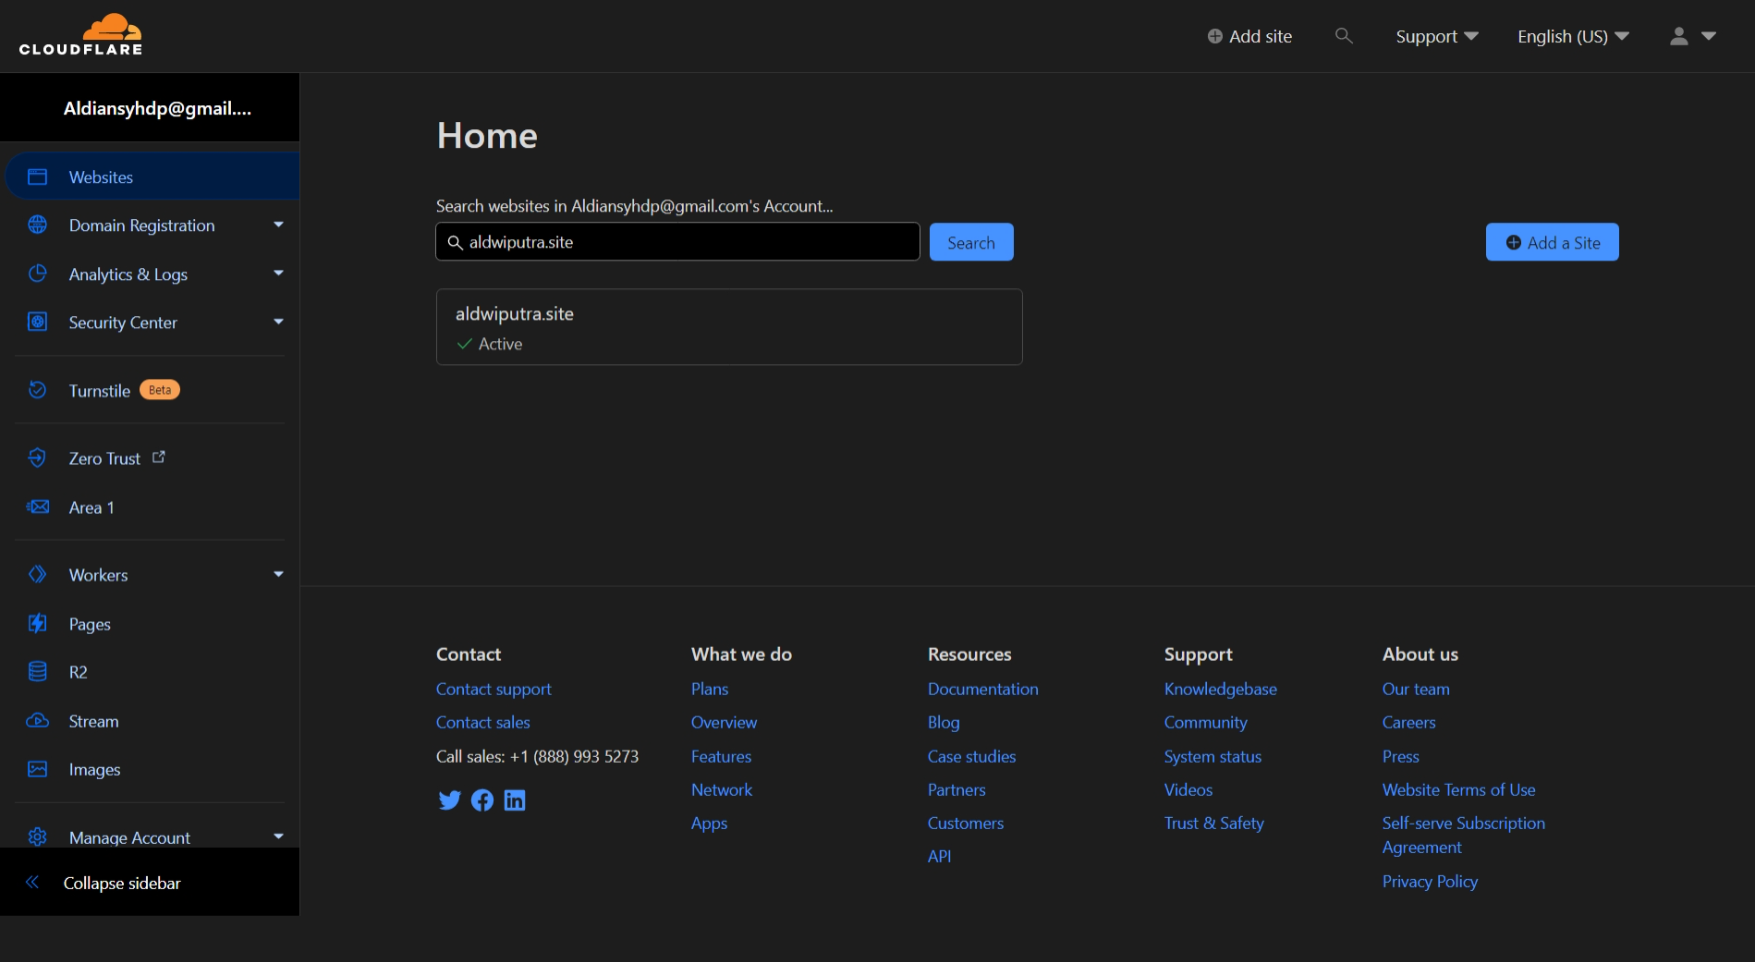 CLOUDFLARE
Add site
Support
English (US)
Aldiansyhdp@gmail....
Websites
Domain Registration
Analytics & Logs
Security Center
Turnstile Beta
Zero Trust
Area 1
Workers
Pages
R2
Stream
Images
Manage Account
Collapse sidebar
Home
Search websites in Aldiansyhdp@gmail.com's Account...
aldwiputra.site
Search
Add a Site
aldwiputra.site
Active
Contact
Contact support
Contact sales
Call sales: +1 (888) 993 5273
What we do
Plans
Overview
Features
Network
Apps
Resources
Documentation
Blog
Case studies
Partners
Customers
API
Support
Knowledgebase
Community
System status
Videos
Trust & Safety
About us
Our team
Careers
Press
Website Terms of Use
Self-serve Subscription
Agreement
Privacy Policy